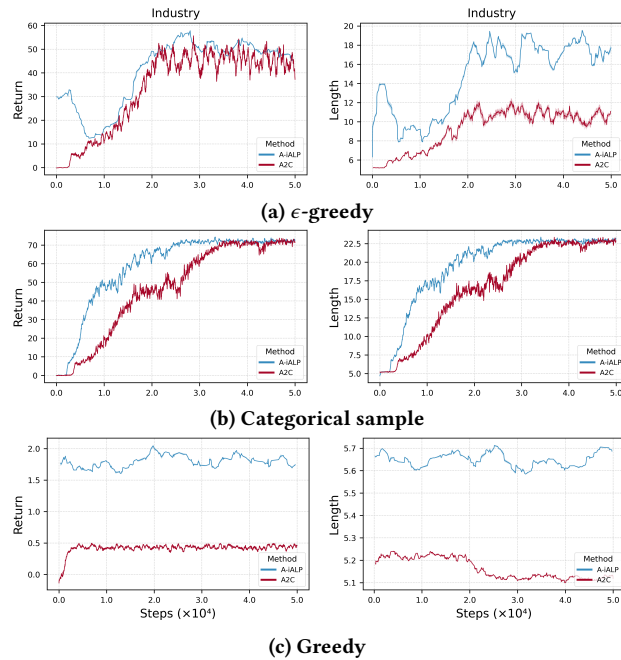 Industry
Industry
Return
60
50
40
30
20
10
0
0.0 1.0 2.0 3.0 4.0 5.0
Method
A-iALP
A2C
Length
20
18
16
14
12
10
8
6
0.0 1.0 2.0 3.0 4.0 5.0
Method
A-iALP
A2C
(a) ϵ-greedy
Return
70
60
50
40
30
20
10
0
0.0 1.0 2.0 3.0 4.0 5.0
Method
A-iALP
A2C
Length
22.5
20.0
17.5
15.0
12.5
10.0
7.5
5.0
0.0 1.0 2.0 3.0 4.0 5.0
Method
A-iALP
A2C
(b) Categorical sample
Return
2.0
1.5
1.0
0.5
0.0
0.0 1.0 2.0 3.0 4.0 5.0
Steps (×10⁴)
Method
A-iALP
A2C
Length
5.7
5.6
5.5
5.4
5.3
5.2
5.1
0.0 1.0 2.0 3.0 4.0 5.0
Steps (×10⁴)
Method
A-iALP
A2C
(c) Greedy